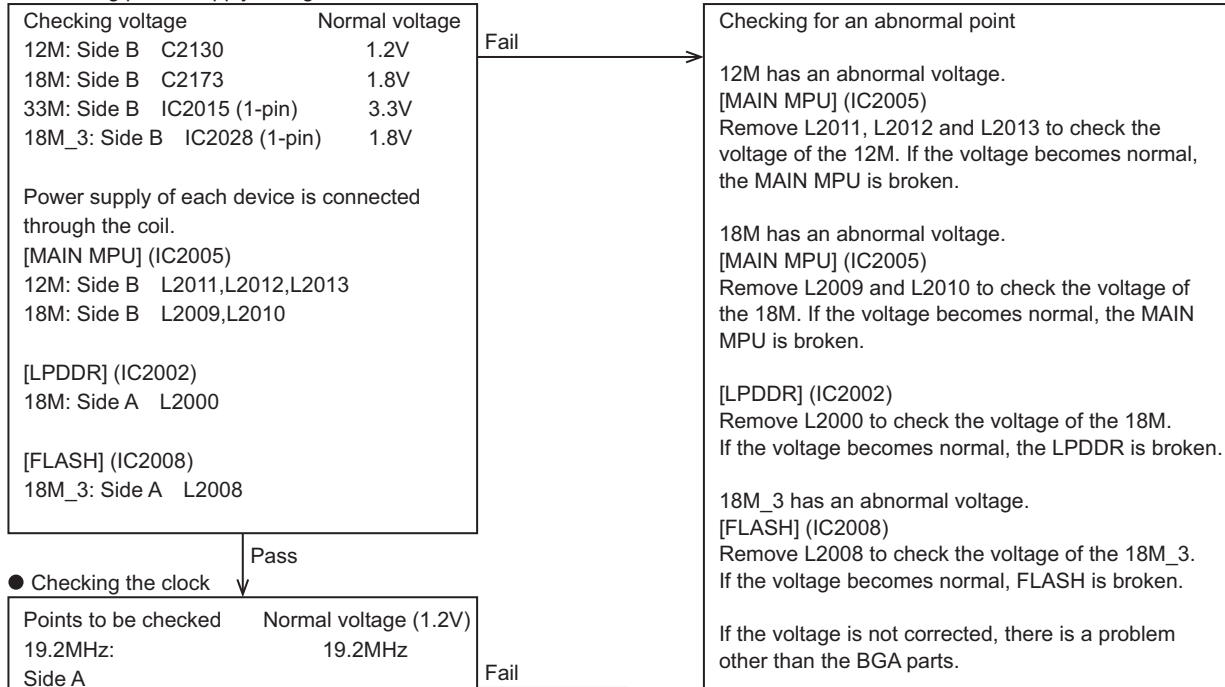 Checking voltage Normal voltage
12M: Side B C2130 1.2V
18M: Side B C2173 1.8V
33M: Side B IC2015 (1-pin) 3.3V
18M_3: Side B IC2028 (1-pin) 1.8V
Power supply of each device is connected
through the coil.
[MAIN MPU] (IC2005)
12M: Side B L2011,L2012,L2013
18M: Side B L2009,L2010
[LPDDR] (IC2002)
18M: Side A L2000
[FLASH] (IC2008)
18M_3: Side A L2008
Fail
Checking for an abnormal point
12M has an abnormal voltage.
[MAIN MPU] (IC2005)
Remove L2011, L2012 and L2013 to check the
voltage of the 12M. If the voltage becomes normal,
the MAIN MPU is broken.
18M has an abnormal voltage.
[MAIN MPU] (IC2005)
Remove L2009 and L2010 to check the voltage of
the 18M. If the voltage becomes normal, the MAIN
MPU is broken.
[LPDDR] (IC2002)
Remove L2000 to check the voltage of the 18M.
If the voltage becomes normal, the LPDDR is broken.
18M_3 has an abnormal voltage.
[FLASH] (IC2008)
Remove L2008 to check the voltage of the 18M_3.
If the voltage becomes normal, FLASH is broken.
If the voltage is not corrected, there is a problem
other than the BGA parts.
Pass
● Checking the clock
Points to be checked Normal voltage (1.2V)
19.2MHz: 19.2MHz
Side A
Fail